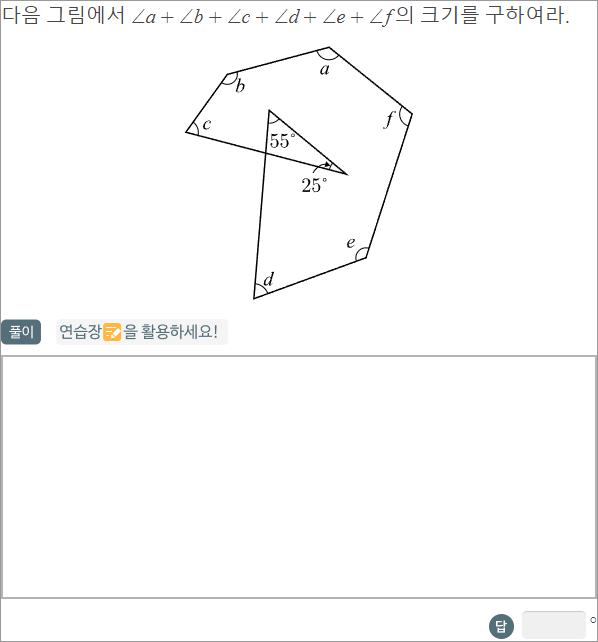 다음 그림에서 ∠a + ∠b + ∠c + ∠d + ∠e + ∠f의 크기를 구하여라.
a
b
c
f
55°
25°
e
d
풀이 연습장을 활용하세요!
답 °